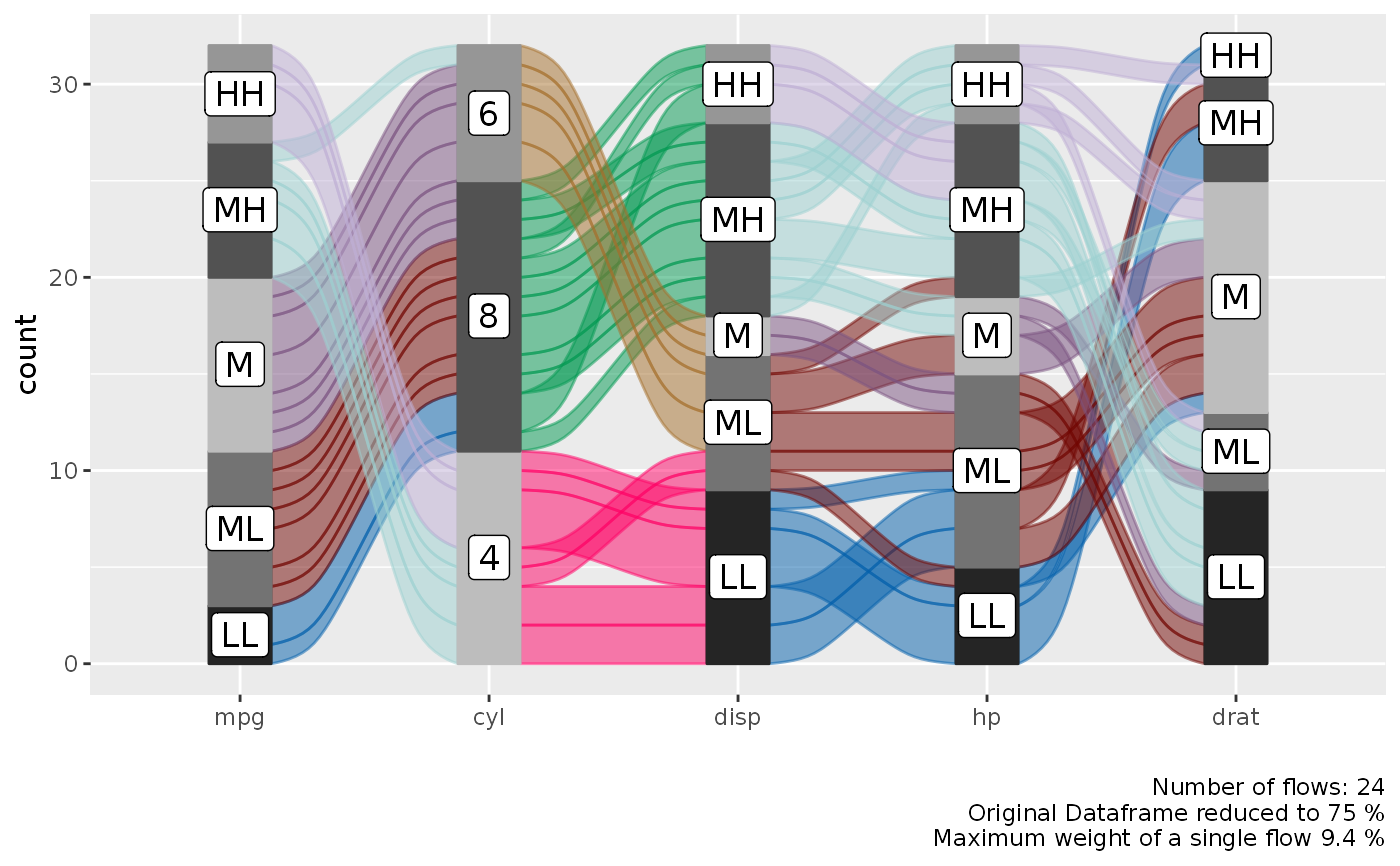 HH
HH
HH
HH
30
6
MH
MH
MH
MH
20
8
M
M
M
M
count
ML
ML
ML
ML
10
4
LL
LL
LL
LL
0
mpg cyl disp hp drat
Number of flows: 24
Original Dataframe reduced to 75 %
Maximum weight of a single flow 9.4 %